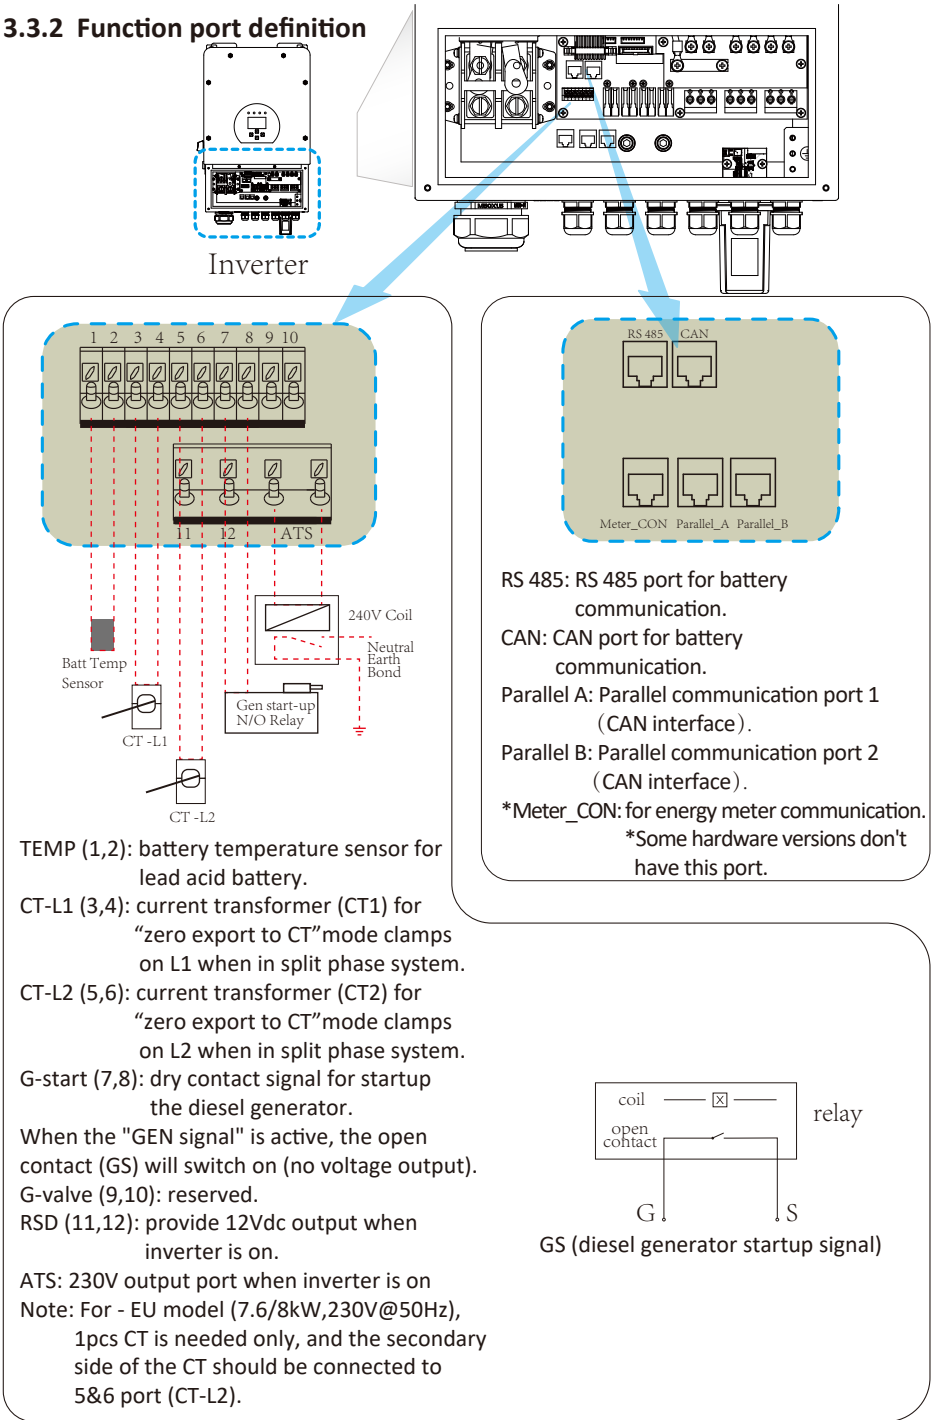 3.3.2 Function port definition
Inverter
1 2 3 4 5 6 7 8 9 10
11 12 ATS
240V Coil
Neutral
Earth
Bond
Batt Temp
Sensor
Gen start-up
N/O Relay
CT -L1
CT -L2
TEMP (1,2): battery temperature sensor for
lead acid battery.
CT-L1 (3,4): current transformer (CT1) for
“zero export to CT”mode clamps
on L1 when in split phase system.
CT-L2 (5,6): current transformer (CT2) for
“zero export to CT”mode clamps
on L2 when in split phase system.
G-start (7,8): dry contact signal for startup
the diesel generator.
When the "GEN signal" is active, the open
contact (GS) will switch on (no voltage output).
G-valve (9,10): reserved.
RSD (11,12): provide 12Vdc output when
inverter is on.
ATS: 230V output port when inverter is on
Note: For - EU model (7.6/8kW,230V@50Hz),
1pcs CT is needed only, and the secondary
side of the CT should be connected to
5&6 port (CT-L2).
RS 485 CAN
Meter_CON Parallel_A Parallel_B
RS 485: RS 485 port for battery
communication.
CAN: CAN port for battery
communication.
Parallel A: Parallel communication port 1
（CAN interface）.
Parallel B: Parallel communication port 2
（CAN interface）.
*Meter_CON: for energy meter communication.
*Some hardware versions don't
have this port.
coil
open
contact
relay
G S
GS (diesel generator startup signal)